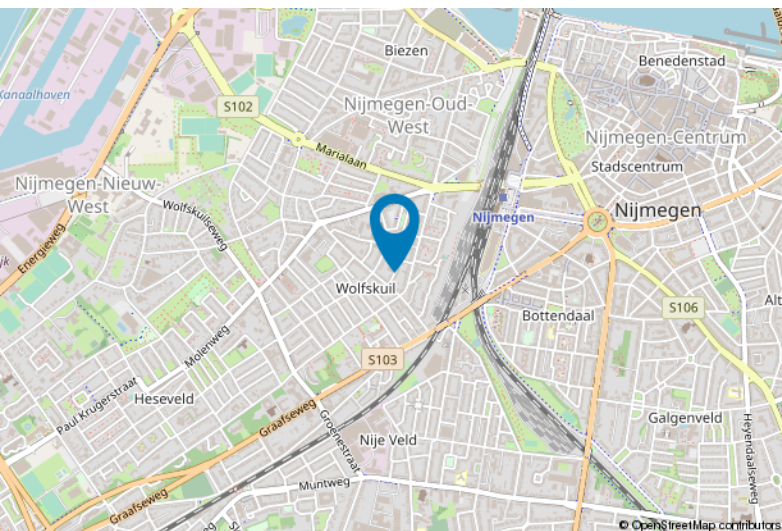 Biezen
Benedenstad
Kanaalhoven
S102
Nijmegen-Oud-
West
Nijmegen-Centrum
Marialaan
Stadscentrum
Nijmegen-Nieuw-
West
Wolfskuilseweg
Nijmegen
Nijmegen
Energieweg
Wolfskuil
S106
Alt
Bottendaal
Molenweg
S103
Paul Krugerstraat
Heseveld
Graafseweg
Groenestraat
Galgenveld
Heyendaalseweg
Nije Veld
Muntweg
Graafseweg
© OpenStreetMap contributors